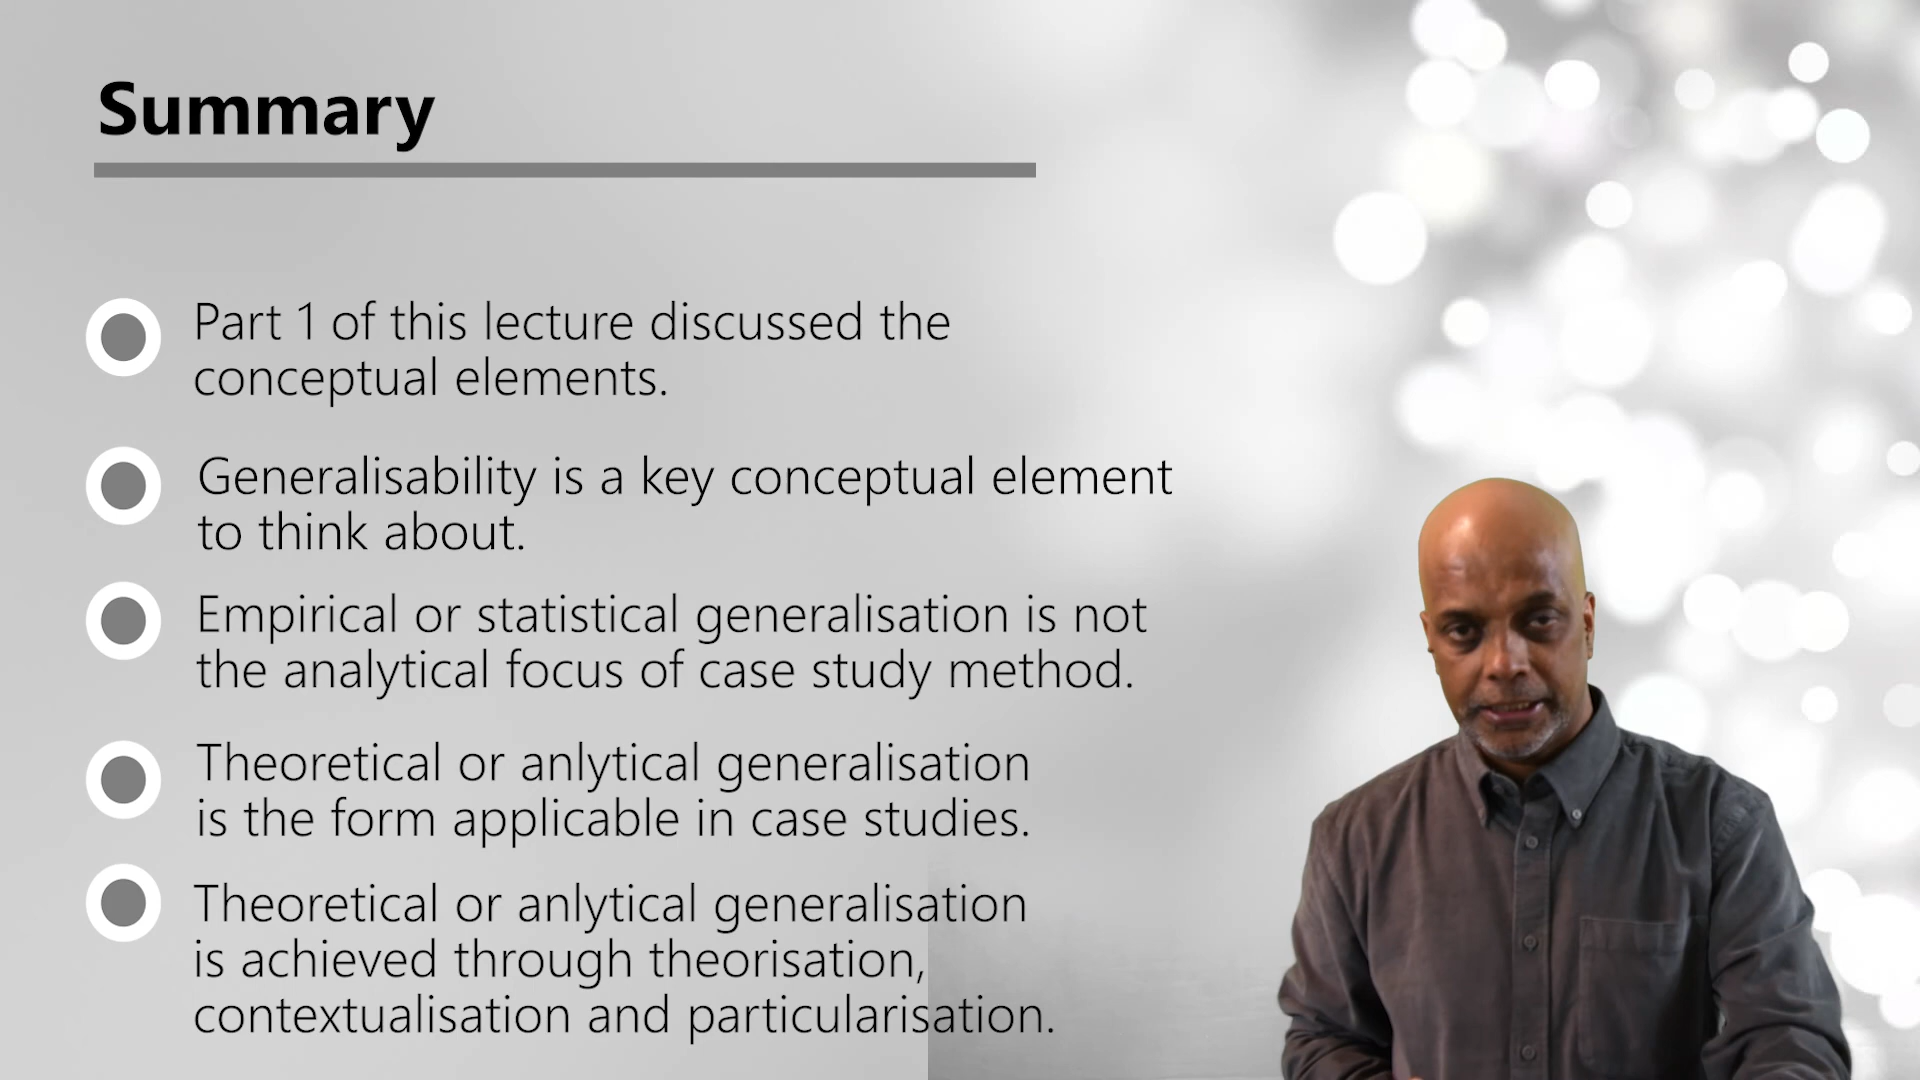 Summary
Part 1 of this lecture discussed the
conceptual elements.
Generalisability is a key conceptual element
to think about.
Empirical or statistical generalisation is not
the analytical focus of case study method.
Theoretical or anlytical generalisation
is the form applicable in case studies.
Theoretical or anlytical generalisation
is achieved through theorisation,
contextualisation and particularisation.